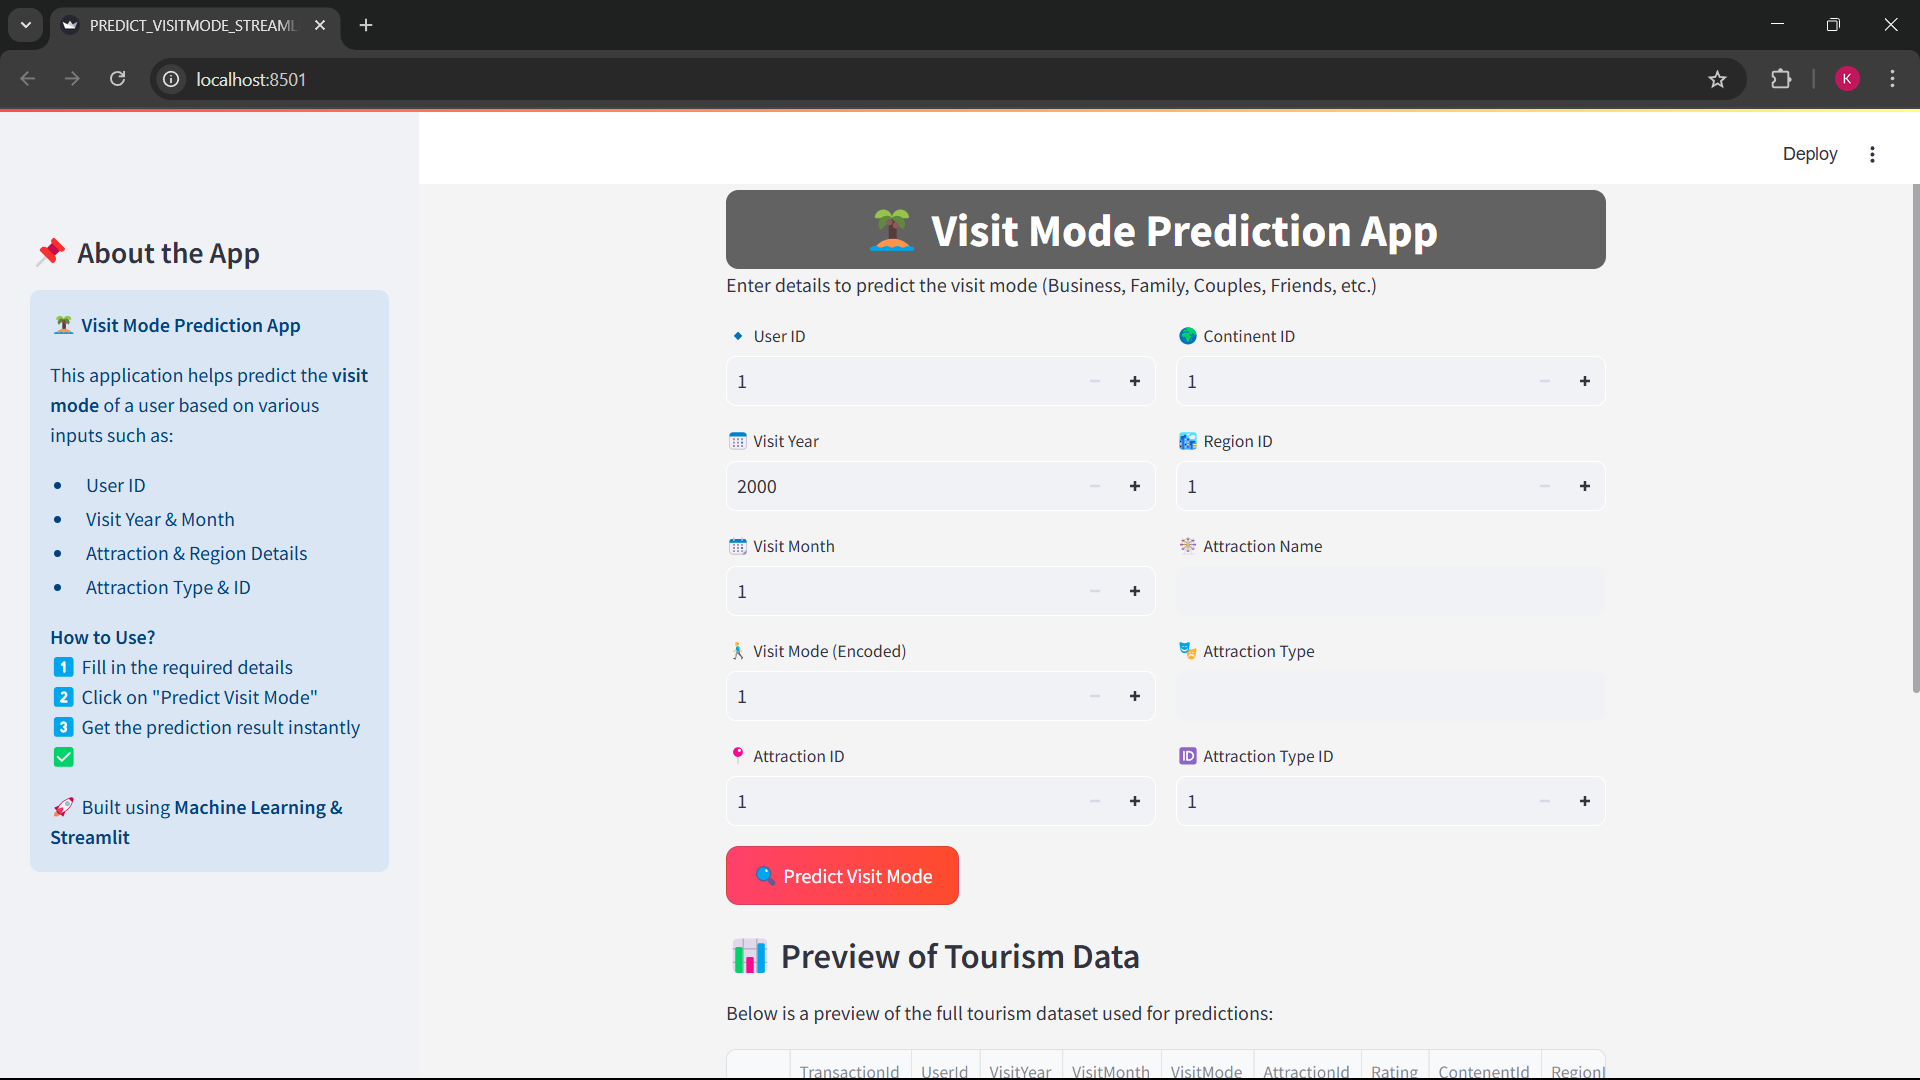 PREDICT_VISITMODE_STREAML
localhost:8501
K
Deploy
About the App
Visit Mode Prediction App
This application helps predict the visit
mode of a user based on various
inputs such as:
User ID
Visit Year & Month
Attraction & Region Details
Attraction Type & ID
How to Use?
1 Fill in the required details
2 Click on "Predict Visit Mode"
3 Get the prediction result instantly
Built using Machine Learning &
Streamlit
Visit Mode Prediction App
Enter details to predict the visit mode (Business, Family, Couples, Friends, etc.)
User ID
1
Continent ID
1
Visit Year
2000
Region ID
1
Visit Month
1
Attraction Name
Visit Mode (Encoded)
1
Attraction Type
Attraction ID
1
ID Attraction Type ID
1
Predict Visit Mode
Preview of Tourism Data
Below is a preview of the full tourism dataset used for predictions:
TransactionId UserId VisitYear VisitMonth VisitMode AttractionId Rating ContenentId RegionI